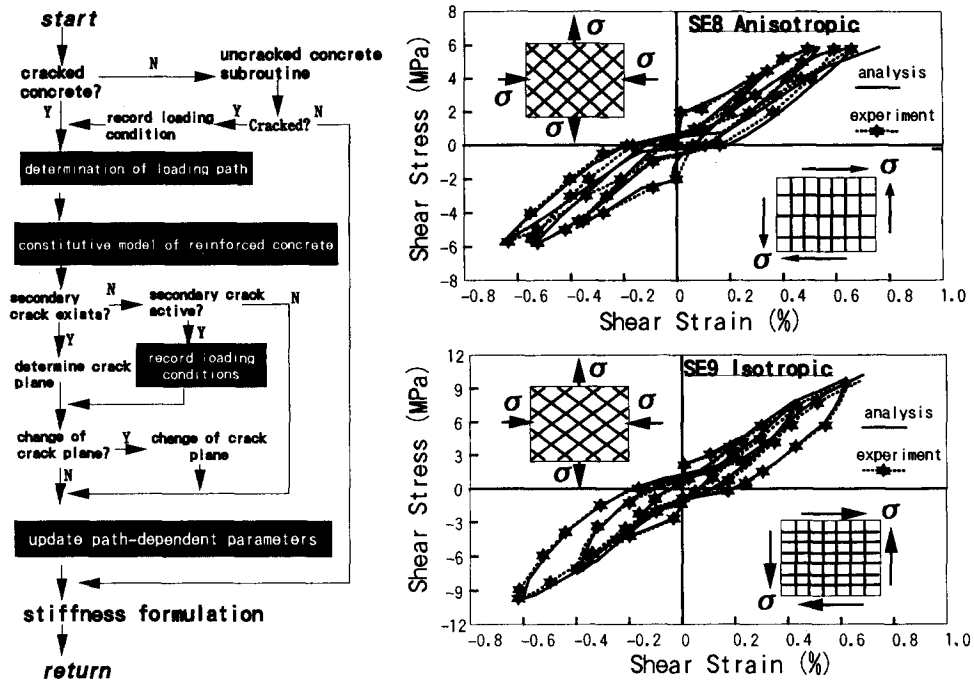 start
cracked
concrete?
N
uncracked concrete
subroutine
Y
record loading
condition
Y
Cracked?
N
determination of loading path
constitutive model of reinforced concrete
secondary
crack exists?
N
secondary crack
active?
N
Y
Y
determine crack
plane
record loading
conditions
change of
crack plane?
Y
change of crack
plane
N
update path-dependent parameters
stiffness formulation
return
SE8 Anisotropic
Shear Stress (MPa)
8
6
4
2
0
-2
-4
-6
-8
σ
σ
σ
σ
analysis
experiment
σ
σ
-0.8
-0.6
-0.4
-0.2
0
0.2
0.4
0.6
0.8
1.0
Shear Strain (%)
SE9 Isotropic
Shear Stress (MPa)
12
9
6
3
0
-3
-6
-9
-12
σ
σ
σ
σ
analysis
experiment
σ
σ
-0.8
-0.6
-0.4
-0.2
0
0.2
0.4
0.6
0.8
1.0
Shear Strain (%)